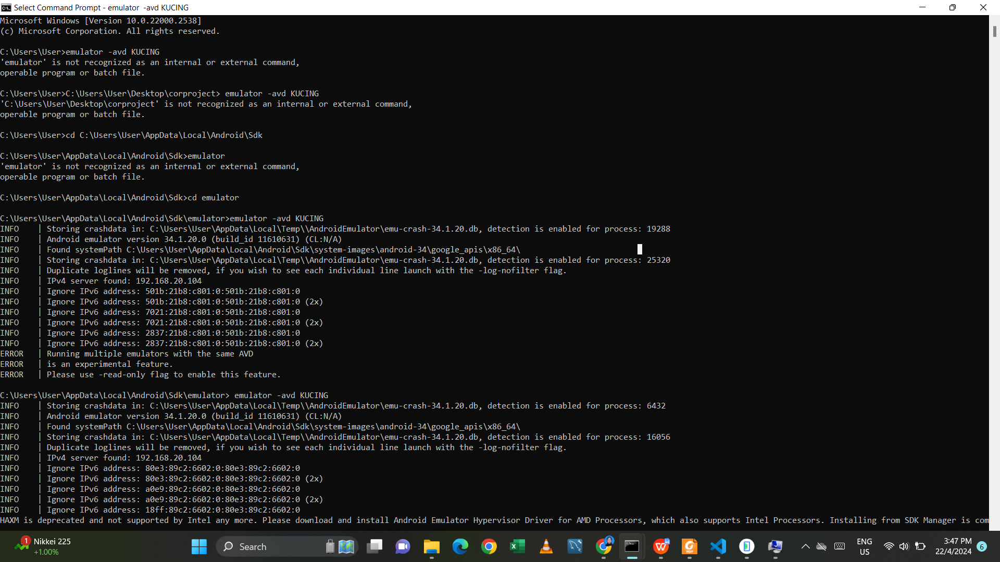 Select Command Prompt - emulator  -avd KUCING
Microsoft Windows [Version 10.0.22000.2538]
(c) Microsoft Corporation. All rights reserved.
C:\Users\User>emulator -avd KUCING
'emulator' is not recognized as an internal or external command,
operable program or batch file.
C:\Users\User>C:\Users\User\Desktop\corproject> emulator -avd KUCING
'C:\Users\User\Desktop\corproject' is not recognized as an internal or external command,
operable program or batch file.
C:\Users\User>cd C:\Users\User\AppData\Local\Android\Sdk
C:\Users\User\AppData\Local\Android\Sdk>emulator
'emulator' is not recognized as an internal or external command,
operable program or batch file.
C:\Users\User\AppData\Local\Android\Sdk>cd emulator
C:\Users\User\AppData\Local\Android\Sdk\emulator>emulator -avd KUCING
INFO    | Storing crashdata in: C:\Users\User\AppData\Local\Temp\\AndroidEmulator\emu-crash-34.1.20.db, detection is enabled for process: 19288
INFO    | Android emulator version 34.1.20.0 (build_id 11610631) (CL:N/A)
INFO    | Found systemPath C:\Users\User\AppData\Local\Android\Sdk\system-images\android-34\google_apis\x86_64\
INFO    | Storing crashdata in: C:\Users\User\AppData\Local\Temp\\AndroidEmulator\emu-crash-34.1.20.db, detection is enabled for process: 25320
INFO    | Duplicate loglines will be removed, if you wish to see each individual line launch with the -log-nofilter flag.
INFO    | IPv4 server found: 192.168.20.104
INFO    | Ignore IPv6 address: 501b:21b8:c801:0:501b:21b8:c801:0
INFO    | Ignore IPv6 address: 501b:21b8:c801:0:501b:21b8:c801:0 (2x)
INFO    | Ignore IPv6 address: 7021:21b8:c801:0:501b:21b8:c801:0
INFO    | Ignore IPv6 address: 7021:21b8:c801:0:501b:21b8:c801:0 (2x)
INFO    | Ignore IPv6 address: 2837:21b8:c801:0:501b:21b8:c801:0
INFO    | Ignore IPv6 address: 2837:21b8:c801:0:501b:21b8:c801:0 (2x)
ERROR   | Running multiple emulators with the same AVD
ERROR   | is an experimental feature.
ERROR   | Please use -read-only flag to enable this feature.
C:\Users\User\AppData\Local\Android\Sdk\emulator> emulator -avd KUCING
INFO    | Storing crashdata in: C:\Users\User\AppData\Local\Temp\\AndroidEmulator\emu-crash-34.1.20.db, detection is enabled for process: 6432
INFO    | Android emulator version 34.1.20.0 (build_id 11610631) (CL:N/A)
INFO    | Found systemPath C:\Users\User\AppData\Local\Android\Sdk\system-images\android-34\google_apis\x86_64\
INFO    | Storing crashdata in: C:\Users\User\AppData\Local\Temp\\AndroidEmulator\emu-crash-34.1.20.db, detection is enabled for process: 16056
INFO    | Duplicate loglines will be removed, if you wish to see each individual line launch with the -log-nofilter flag.
INFO    | IPv4 server found: 192.168.20.104
INFO    | Ignore IPv6 address: 80e3:89c2:6602:0:80e3:89c2:6602:0
INFO    | Ignore IPv6 address: 80e3:89c2:6602:0:80e3:89c2:6602:0 (2x)
INFO    | Ignore IPv6 address: a0e9:89c2:6602:0:80e3:89c2:6602:0
INFO    | Ignore IPv6 address: a0e9:89c2:6602:0:80e3:89c2:6602:0 (2x)
INFO    | Ignore IPv6 address: 18ff:89c2:6602:0:80e3:89c2:6602:0
HAXM is deprecated and not supported by Intel any more. Please download and install Android Emulator Hypervisor Driver for AMD Processors, which also supports Intel Processors. Installing from SDK Manager is com
1 Nikkei 225
+1.00%
Search
ENG
US
3:47 PM
22/4/2024
6